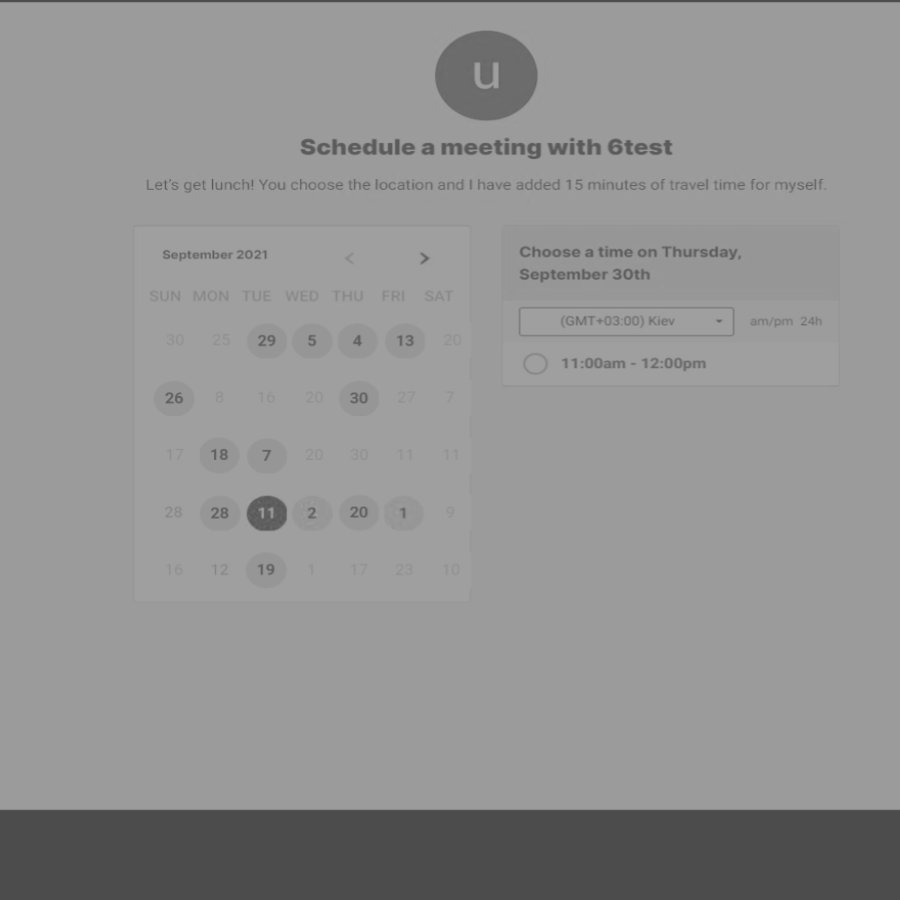 u
Schedule a meeting with 6test
Let's get lunch! You choose the location and I have added 15 minutes of travel time for myself.
September 2021 < >
SUN MON TUE WED THU FRI SAT
30 25 29 5 4 13 20
26 8 16 20 30 27 7
17 18 7 20 30 11 11
28 28 11 2 20 1 9
16 12 19 1 17 23 10
Choose a time on Thursday,
September 30th
(GMT+03:00) Kiev am/pm 24h
11:00am - 12:00pm